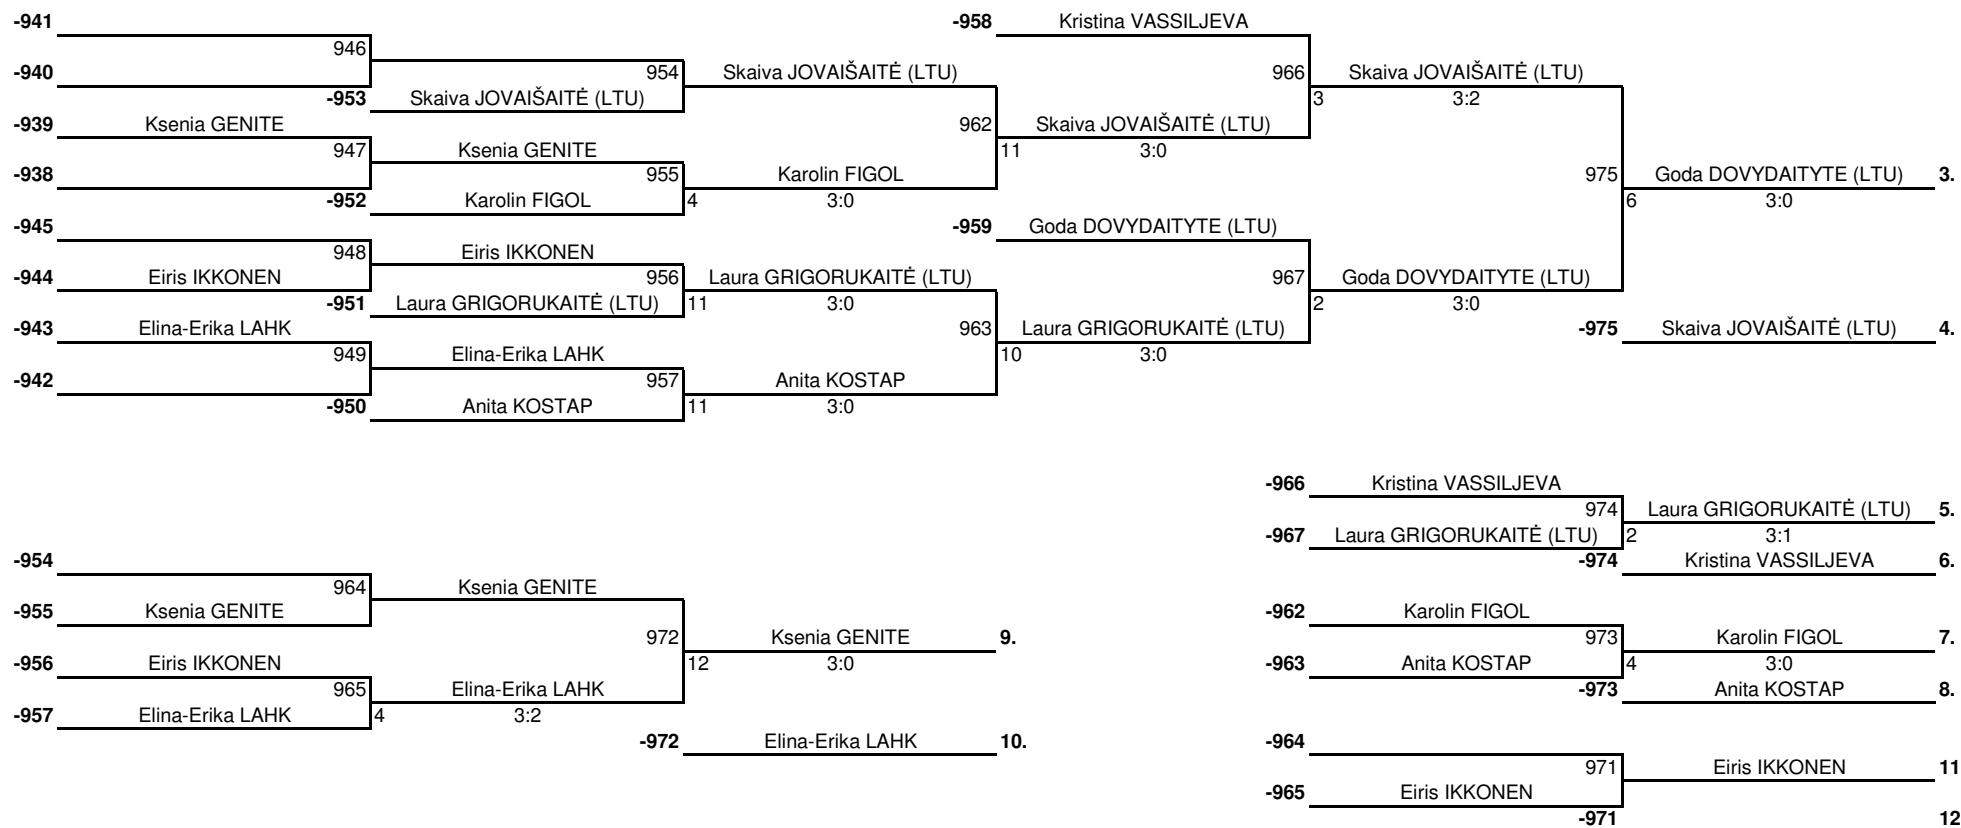 -941 -958 Kristina VASSILJEVA
946
-940 954 Skaiva JOVAIŠAITĖ (LTU) 966 Skaiva JOVAIŠAITĖ (LTU)
-953 Skaiva JOVAIŠAITĖ (LTU) 3 3:2
-939 Ksenia GENITE 962 Skaiva JOVAIŠAITĖ (LTU)
947 Ksenia GENITE 11 3:0
-938 955 Karolin FIGOL 975 Goda DOVYDAITYTE (LTU) 3.
-952 Karolin FIGOL 4 3:0 6 3:0
-945 -959 Goda DOVYDAITYTE (LTU)
948 Eiris IKKONEN
-944 Eiris IKKONEN 956 Laura GRIGORUKAITĖ (LTU) 967 Goda DOVYDAITYTE (LTU)
-951 Laura GRIGORUKAITĖ (LTU) 11 3:0 2 3:0
-943 Elina-Erika LAHK 963 Laura GRIGORUKAITĖ (LTU) -975 Skaiva JOVAIŠAITĖ (LTU) 4.
949 Elina-Erika LAHK 10 3:0
-942 957 Anita KOSTAP
-950 Anita KOSTAP 11 3:0
-966 Kristina VASSILJEVA
974 Laura GRIGORUKAITĖ (LTU) 5.
-967 Laura GRIGORUKAITĖ (LTU) 2 3:1
-954 -974 Kristina VASSILJEVA 6.
964 Ksenia GENITE
-955 Ksenia GENITE -962 Karolin FIGOL
972 Ksenia GENITE 9. 973 Karolin FIGOL 7.
-956 Eiris IKKONEN 12 3:0 -963 Anita KOSTAP 4 3:0
965 Elina-Erika LAHK -973 Anita KOSTAP 8.
-957 Elina-Erika LAHK 4 3:2
-972 Elina-Erika LAHK 10. -964
971 Eiris IKKONEN 11
-965 Eiris IKKONEN
-971 12